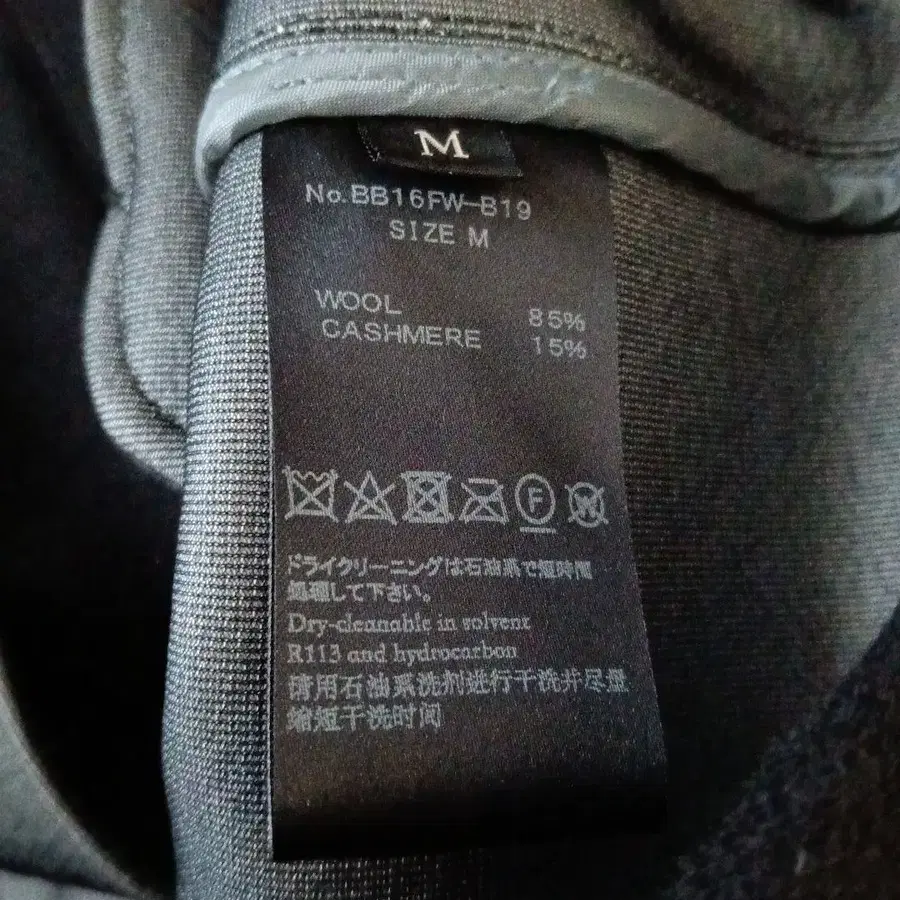 M
No.BB16FW-B19
SIZE M
WOOL 85%
CASHMERE 15%
F
W
ドライクリーニングは石油系で短時間
処理して下さい。
Dry-cleanable in solvent
R113 and hydrocarbon
请用石油系洗剂进行干洗并尽量
缩短干洗时间